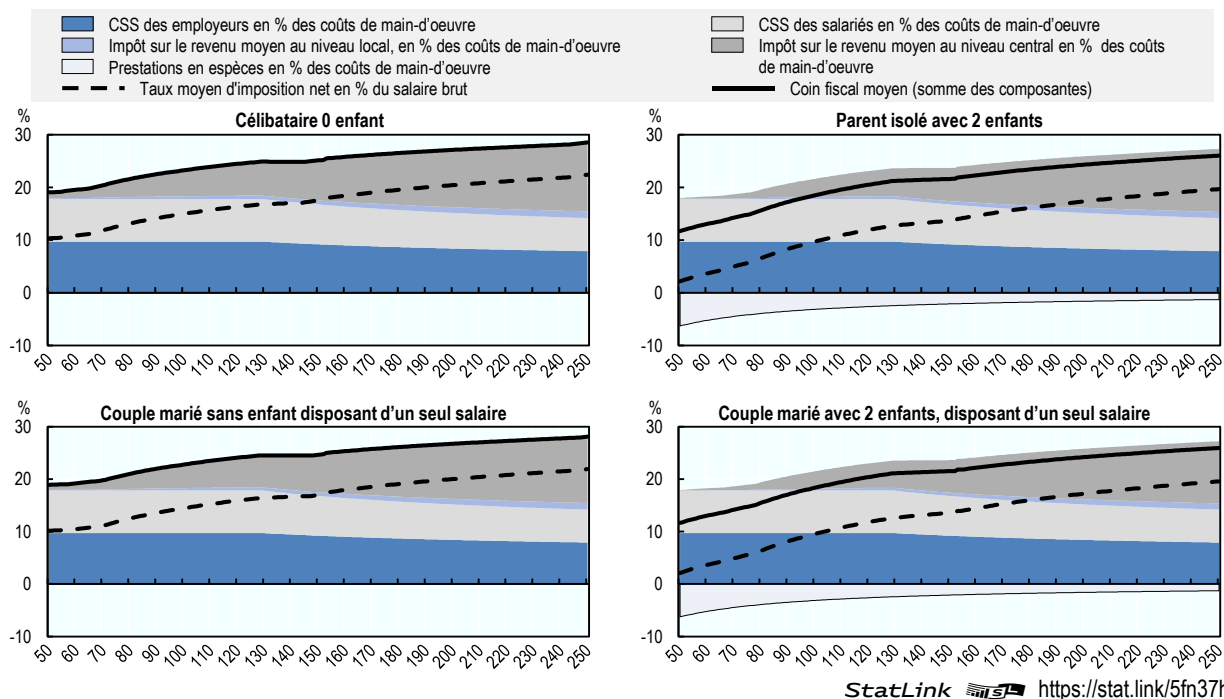 CSS des employeurs en % des coûts de main-d'oeuvre
CSS des salariés en % des coûts de main-d'oeuvre
Impôt sur le revenu moyen au niveau local, en % des coûts de main-d'oeuvre
Impôt sur le revenu moyen au niveau central en % des coûts
de main-d'oeuvre
Prestations en espèces en % des coûts de main-d'oeuvre
Taux moyen d'imposition net en % du salaire brut
Coin fiscal moyen (somme des composantes)
%
Célibataire 0 enfant
30
20
10
0
-10
50 60 70 80 90 100 110 120 130 140 150 160 170 180 190 200 210 220 230 240 250
%
Parent isolé avec 2 enfants
30
20
10
0
-10
50 60 70 80 90 100 110 120 130 140 150 160 170 180 190 200 210 220 230 240 250
%
Couple marié sans enfant disposant d'un seul salaire
30
20
10
0
-10
50 60 70 80 90 100 110 120 130 140 150 160 170 180 190 200 210 220 230 240 250
%
Couple marié avec 2 enfants, disposant d'un seul salaire
30
20
10
0
-10
50 60 70 80 90 100 110 120 130 140 150 160 170 180 190 200 210 220 230 240 250
StatLink https://stat.link/5fn37h